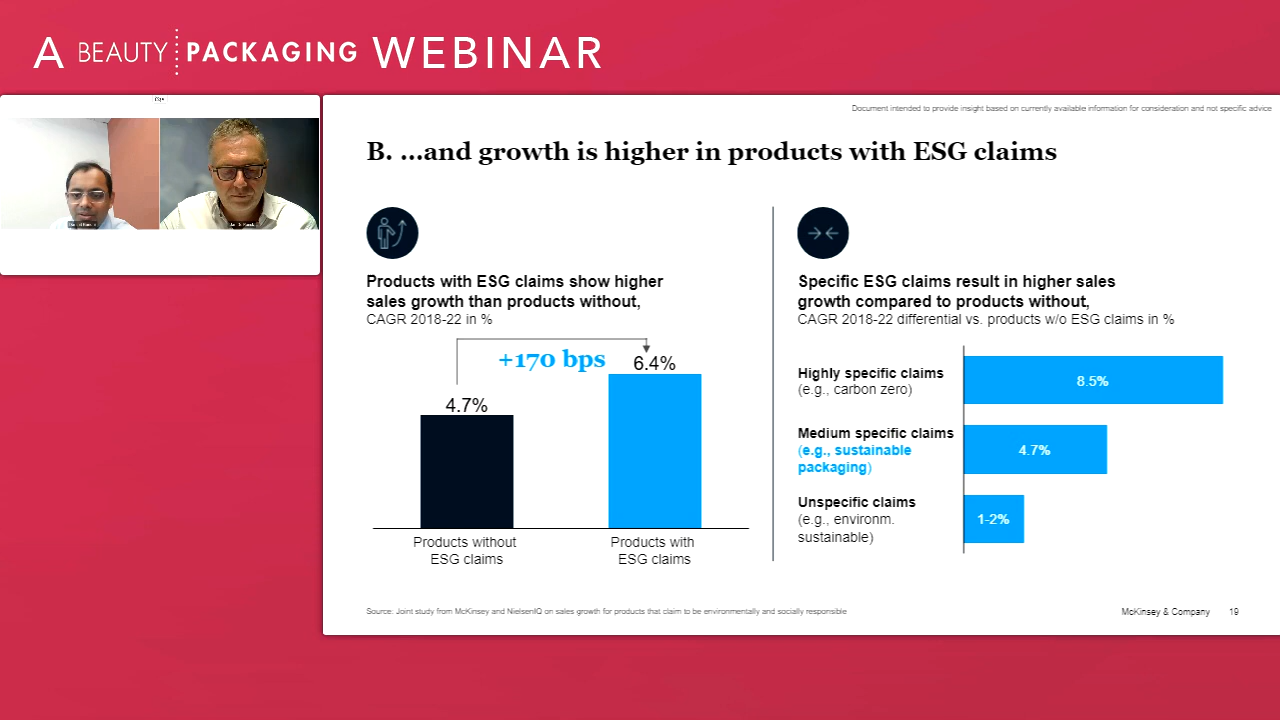 A BEAUTY PACKAGING WEBINAR
Document intended to provide insight based on currently available information for consideration and not specific advice
B. ...and growth is higher in products with ESG claims
Products with ESG claims show higher
sales growth than products without,
CAGR 2018-22 in %
+170 bps
6.4%
4.7%
Products without
ESG claims
Products with
ESG claims
Specific ESG claims result in higher sales
growth compared to products without,
CAGR 2018-22 differential vs. products w/o ESG claims in %
Highly specific claims
(e.g., carbon zero)
8.5%
Medium specific claims
(e.g., sustainable
packaging)
4.7%
Unspecific claims
(e.g., environm.
sustainable)
1-2%
Source: Joint study from McKinsey and NielsenIQ on sales growth for products that claim to be environmentally and socially responsible
McKinsey & Company 19